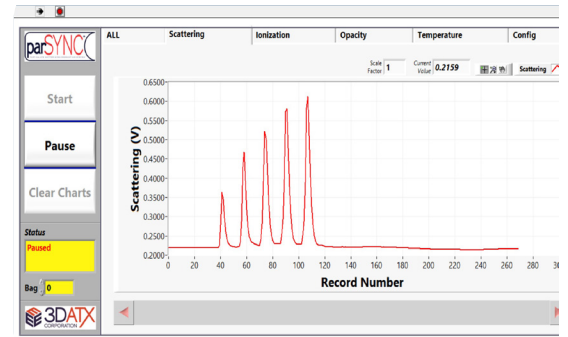 parSYNC
ALL Scattering Ionization Opacity Temperature Config
Scale Factor 1 Current Value 0.2159 Scattering
Start
Pause
Clear Charts
Status
Paused
Bag 0
3DATX
CORPORATION
Scattering (V)
0.6500
0.6000
0.5500
0.5000
0.4500
0.4000
0.3500
0.3000
0.2500
0.2000
0 20 40 60 80 100 120 140 160 180 200 220 240 260 280
Record Number